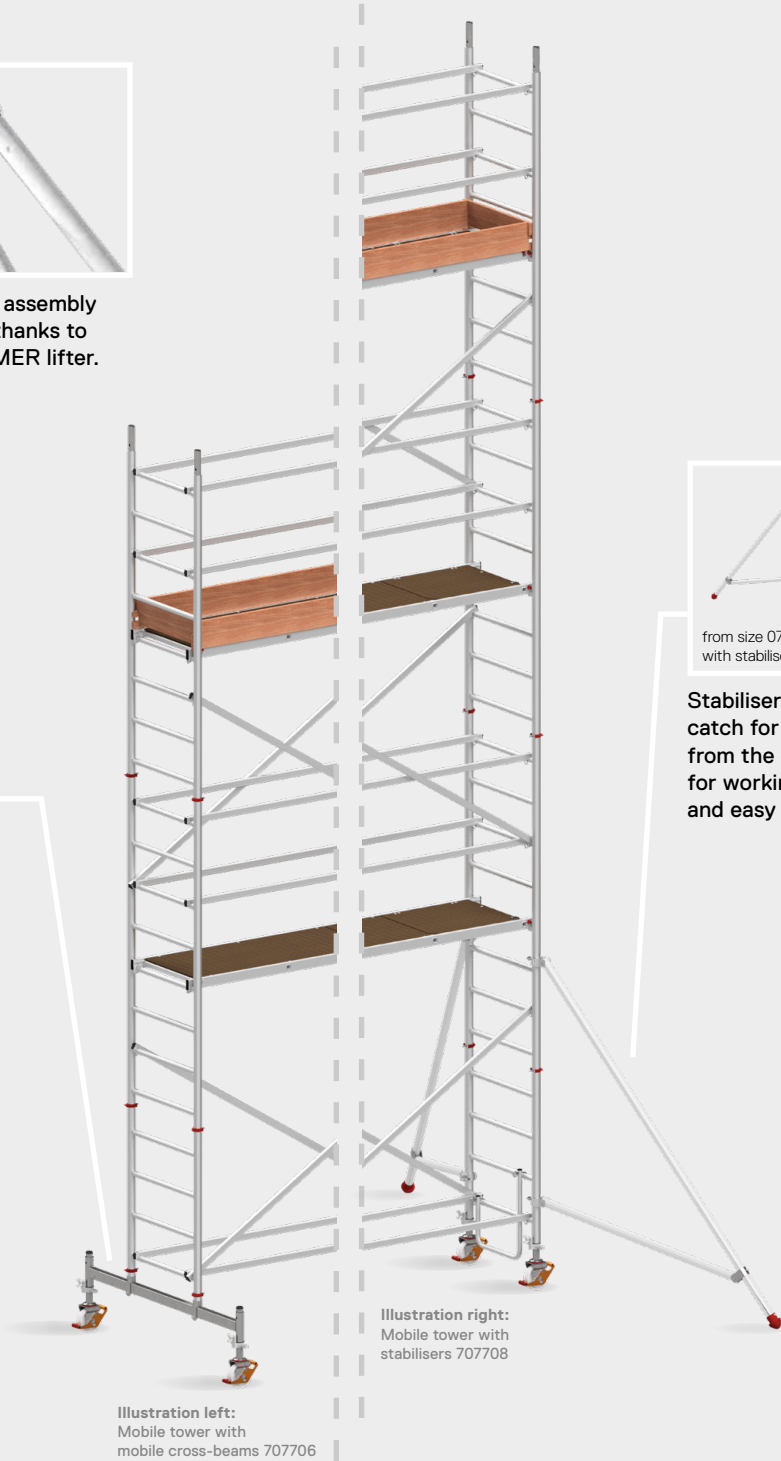 assembly
thanks to
MER lifter.
from size 07
with stabilise
Stabiliser
catch for
from the
for workin
and easy
Illustration right:
Mobile tower with
stabilisers 707708
Illustration left:
Mobile tower with
mobile cross-beams 707706